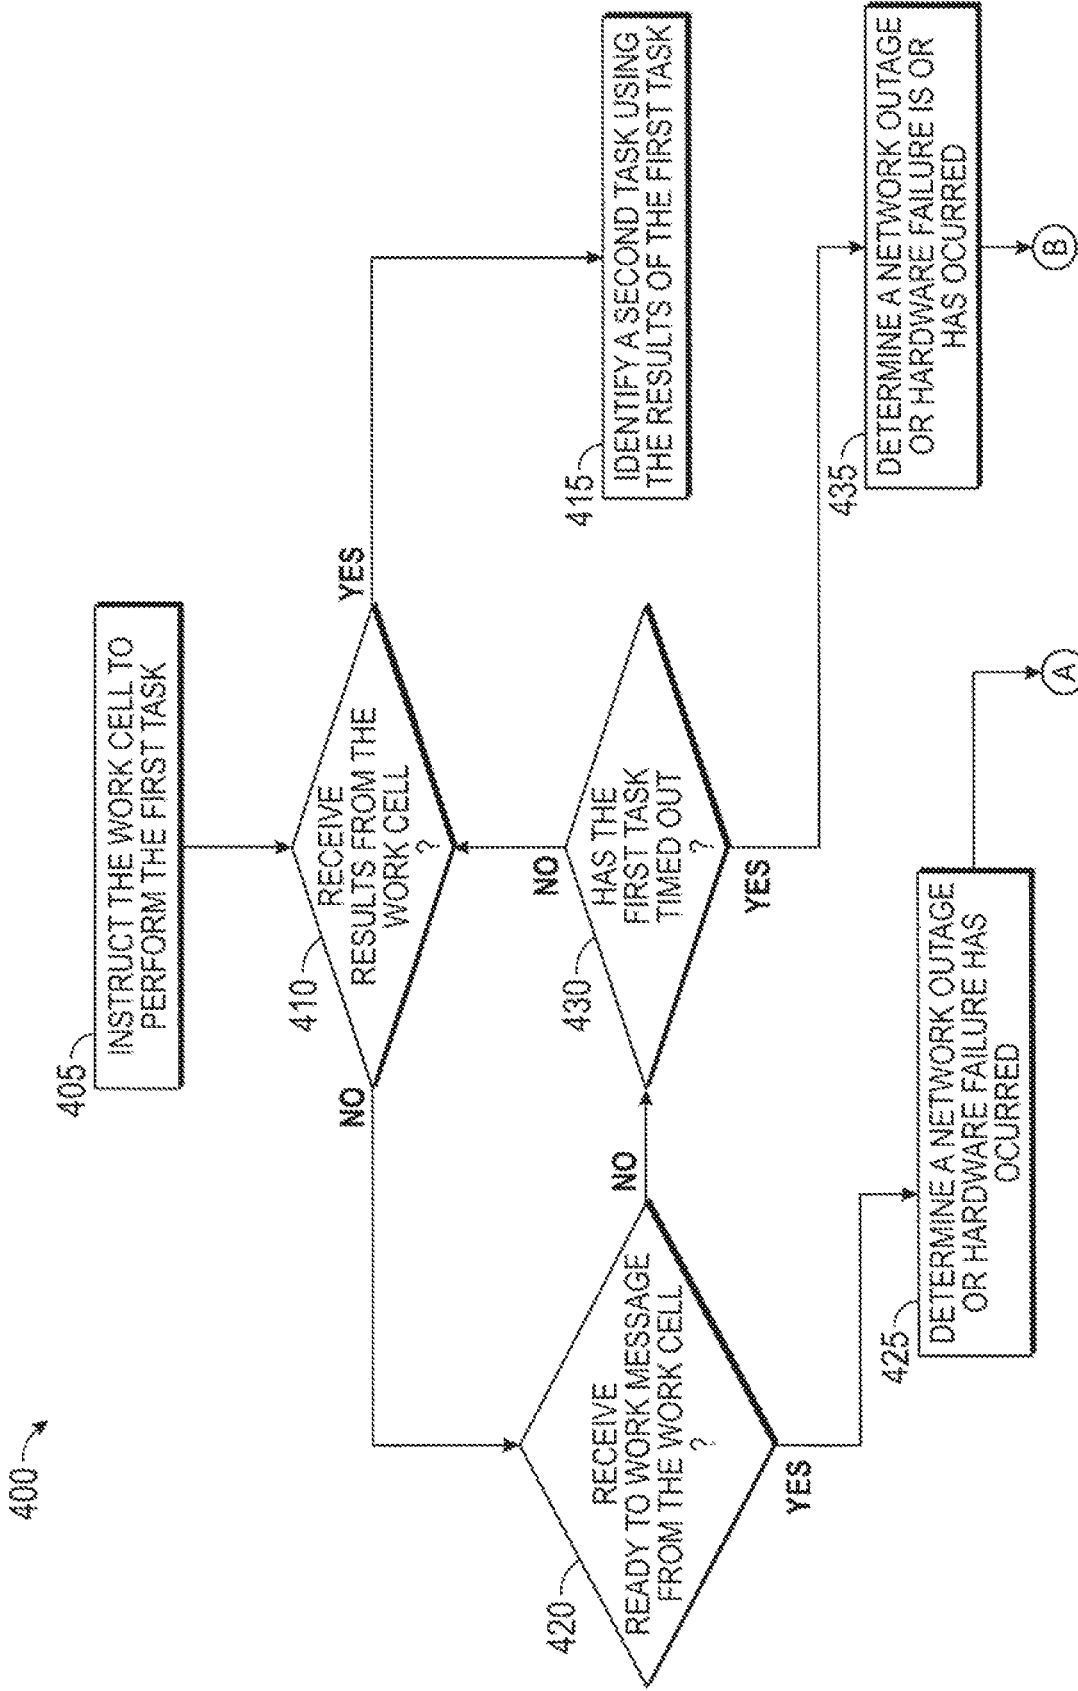 400
405
INSTRUCT THE WORK CELL TO
PERFORM THE FIRST TASK
410
RECEIVE
RESULTS FROM THE
WORK CELL
?
NO
YES
415
IDENTIFY A SECOND TASK USING
THE RESULTS OF THE FIRST TASK
420
RECEIVE
READY TO WORK MESSAGE
FROM THE WORK CELL
?
NO
YES
430
HAS THE
FIRST TASK
TIMED OUT
?
NO
YES
425
DETERMINE A NETWORK OUTAGE
OR HARDWARE FAILURE HAS
OCURRED
435
DETERMINE A NETWORK OUTAGE
OR HARDWARE FAILURE IS OR
HAS OCURRED
A
B